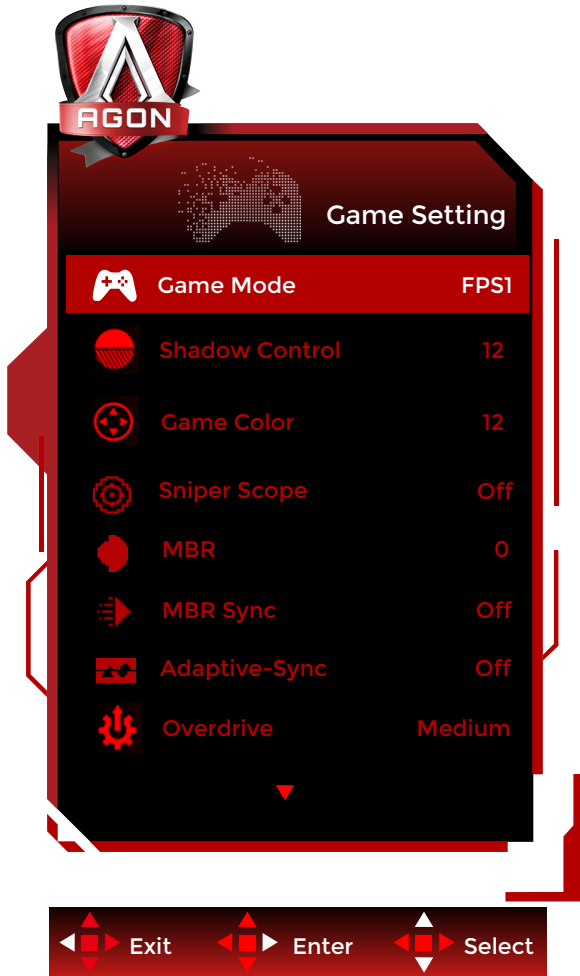 AGON
Game Setting
Game Mode FPS1
Shadow Control 12
Game Color 12
Sniper Scope Off
MBR 0
MBR Sync Off
Adaptive-Sync Off
Overdrive Medium
Exit Enter Select